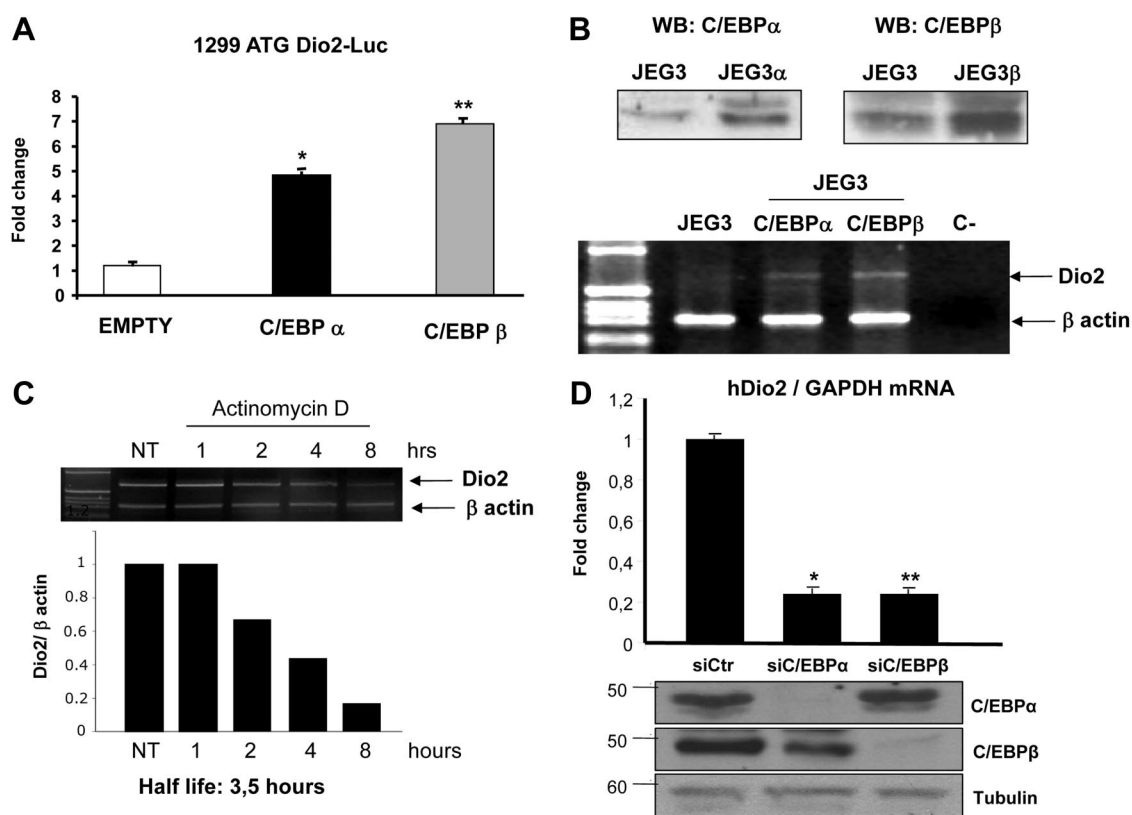 A
1299 ATG Dio2-Luc
Fold change
8
7
6
5
4
3
2
1
0
*
**
EMPTY
C/EBP α
C/EBP β
B
WB: C/EBPα
WB: C/EBPβ
JEG3 JEG3α
JEG3 JEG3β
JEG3
JEG3 C/EBPα C/EBPβ C-
Dio2
β actin
C
Actinomycin D
NT 1 2 4 8 hrs
Dio2
β actin
1.2
Dio2/ β actin
1
0.8
0.6
0.4
0.2
0
NT 1 2 4 8 hours
Half life: 3,5 hours
D
hDio2 / GAPDH mRNA
Fold change
1,2
1
0,8
0,6
0,4
0,2
0
*
**
siCtr siC/EBPα siC/EBPβ
50
C/EBPα
50
C/EBPβ
60
Tubulin